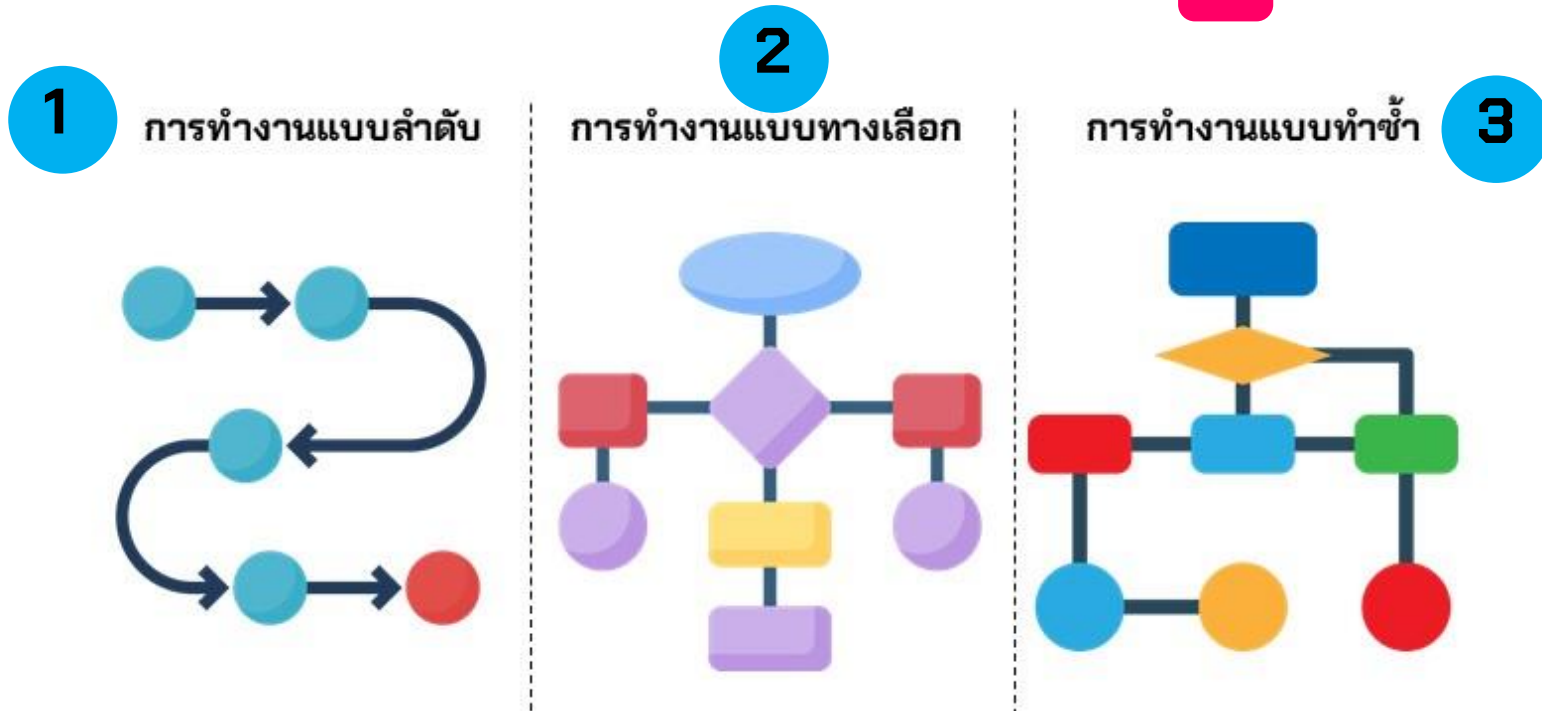 1
การทำงานแบบลำดับ
2
การทำงานแบบทางเลือก
การทำงานแบบทำซ้ำ
3